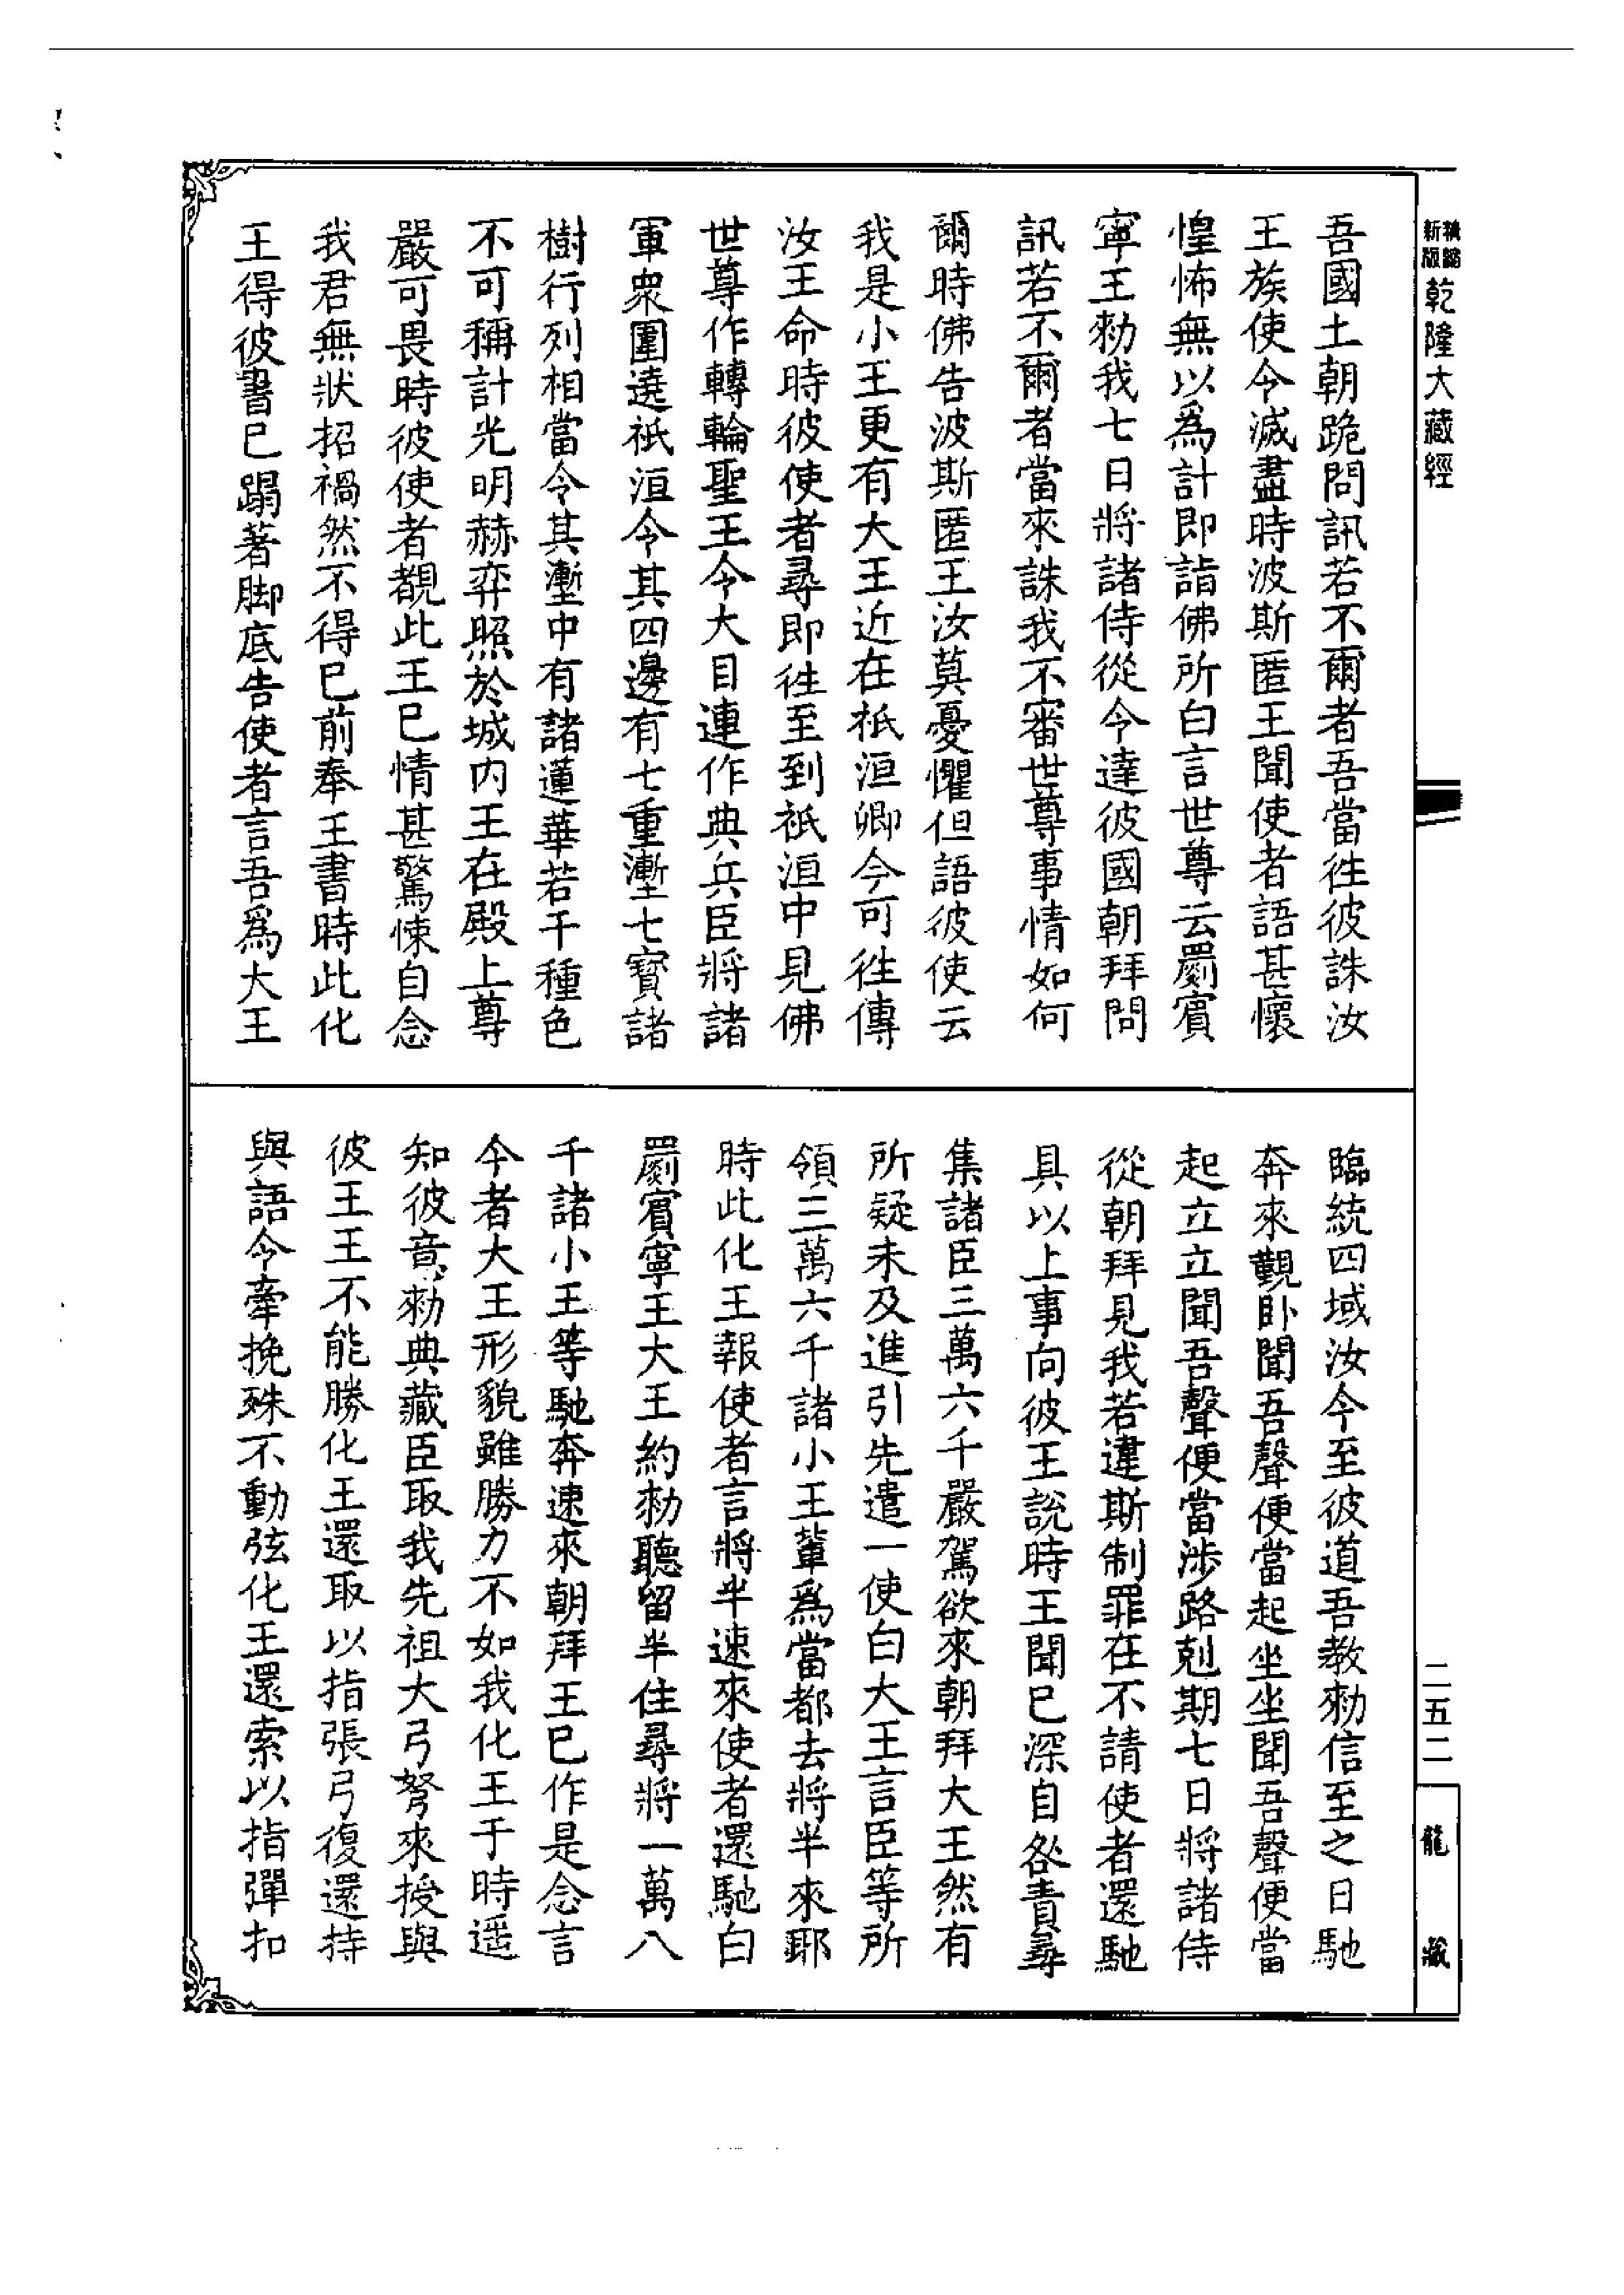 新版
乾隆大藏經
吾國土朝跪問訊若不爾者吾當徃彼誅汝
王族使令滅盡時波斯匿王聞使者語甚懷
惶怖無以爲計即詣佛所白言世尊云罽賓
寧王勑我七日將諸侍從令達彼國朝拜問
訊若不爾者當來誅我不審世尊事情如何
爾時佛告波斯匿王汝莫憂懼但語彼使云
我是小王更有大王近在祇洹卿今可徃傳
汝王命時彼使者尋即徃至到祇洹中見佛
世尊作轉輪聖王令大目連作典兵臣將諸
軍衆圍遶祇洹令其四邊有七重壍七寶諸
樹行列相當令其壍中有諸蓮華若干種色
不可稱計光明赫弈照於城内王在殿上尊
嚴可畏時彼使者覩此王巳情甚驚悚自念
我君無狀招禍然不得巳前奉王書時此化
王得彼書巳蹋著脚底告使者言吾爲大王
臨統四域汝今至彼道吾教勑信至之日馳
奔來覲卧聞吾聲便當起坐坐聞吾聲便當
起立立聞吾聲便當涉路剋期七日將諸侍
從朝拜見我若違斯制罪在不請使者還馳
具以上事向彼王說時王聞巳深自咎責尋
集諸臣三萬六千嚴駕欲來朝拜大王然有
所疑未及進引先遣一使白大王言臣等所
領三萬六千諸小王輩爲當都去將半來耶
時此化王報使者言將半速來使者還馳白
罽賓寧王大王約勑聽留半住尋將一萬八
千諸小王等馳奔速來朝拜王巳作是念言
今者大王形貌雖勝力不如我化王于時遥
知彼意勑典藏臣取我先祖大弓弩來授與
彼王王不能勝化王還取以指張弓復還持
與語令牽挽殊不動弦化王還索以指彈扣
二五二
龍藏